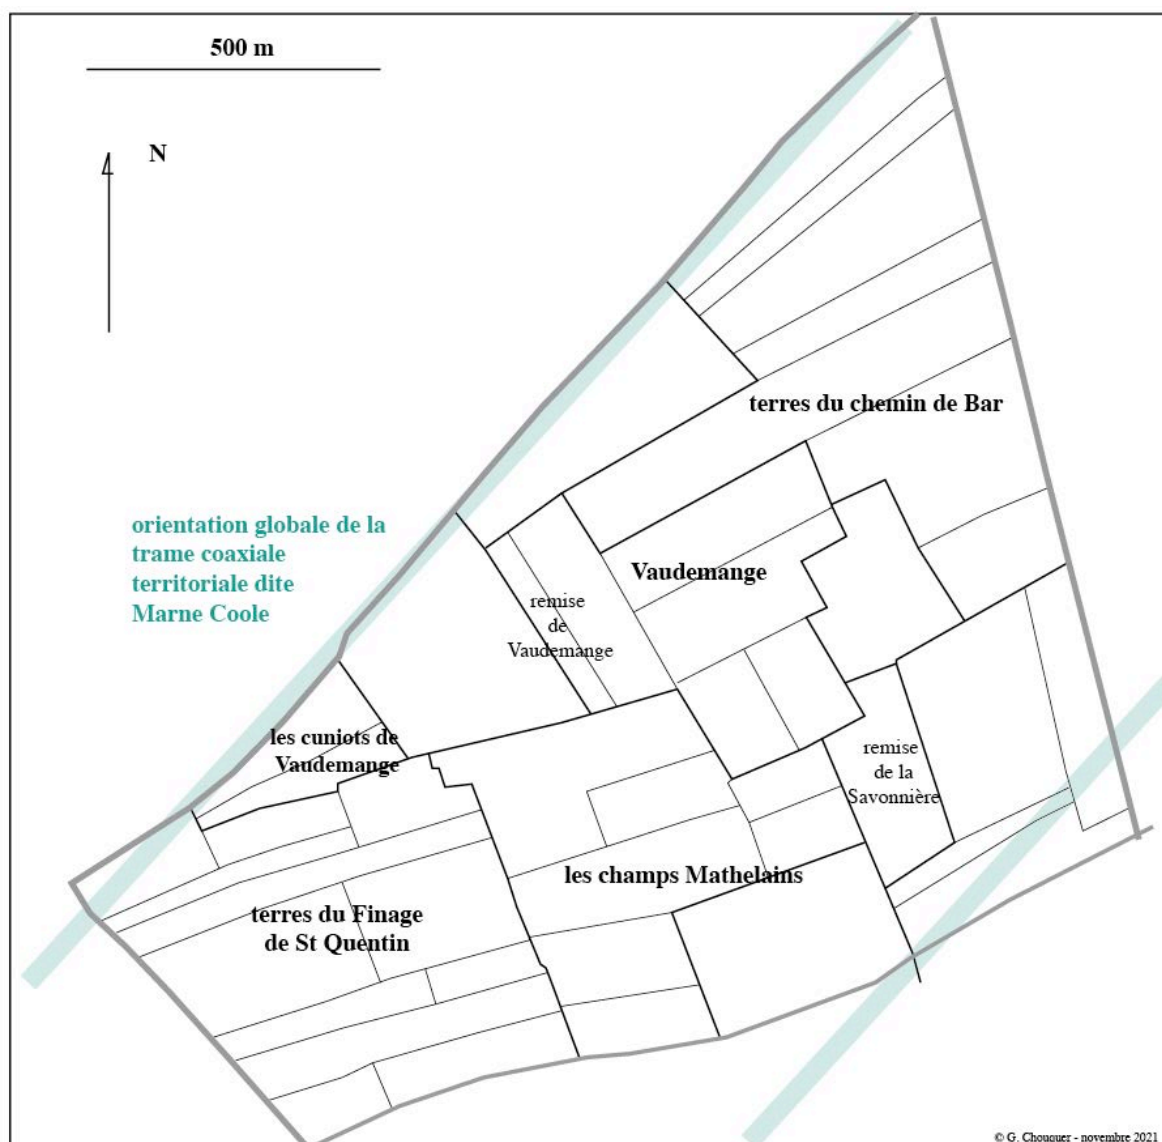 500 m
N
terres du chemin de Bar
orientation globale de la
trame coaxiale
territoriale dite
Marne Coole
Vaudemange
remise
de
Vaudemange
les cuniots de
Vaudemange
remise
de la
Savonnière
les champs Mathelains
terres du Finage
de St Quentin
© G. Chouquer - novembre 2021